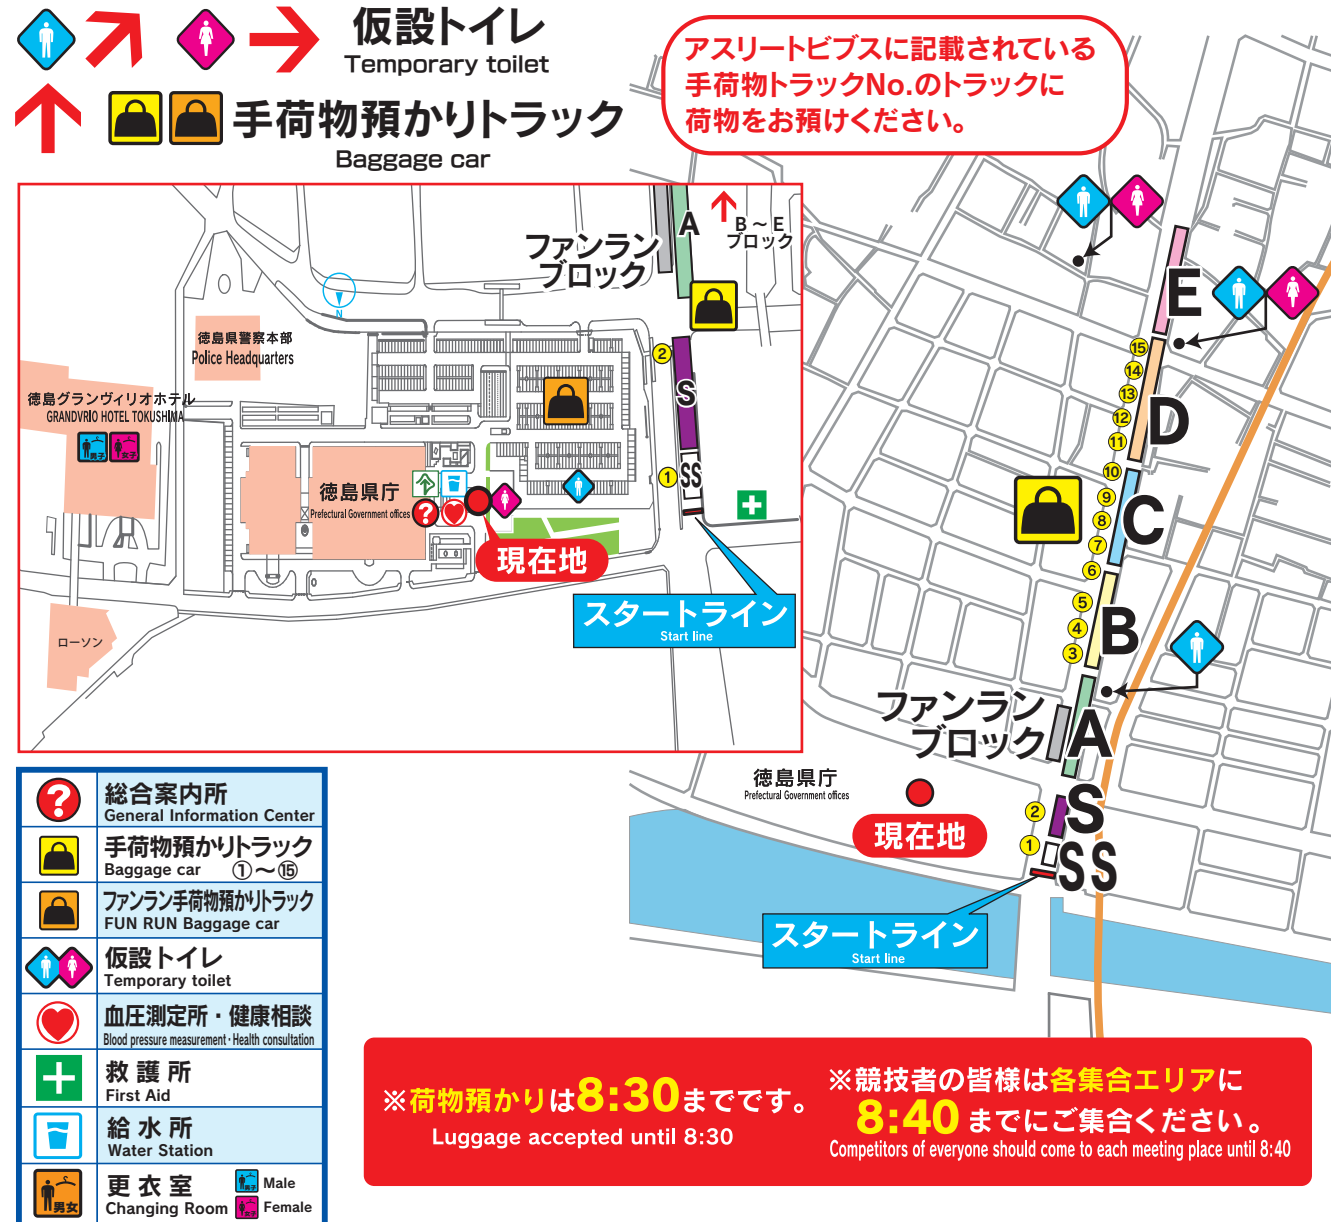 仮設トイレ
Temporary toilet
手荷物預かりトラック
Baggage car
アスリートビブスに記載されている
手荷物トラックNo.のトラックに
荷物をお預けください。
A
B～E
ブロック
ファンラン
ブロック
N
徳島県警察本部
Police Headquarters
徳島グランヴィリオホテル
GRANDVRIO HOTEL TOKUSHIMA
男子
女子
2
S
1
SS
徳島県庁
Prefectural Government offices
?
現在地
スタートライン
Start line
ローソン
E
15
14
13
12
11
D
10
9
8
7
6
C
5
4
3
B
ファンラン
ブロック
A
徳島県庁
Prefectural Government offices
現在地
2
S
1
SS
スタートライン
Start line
?
総合案内所
General Information Center
手荷物預かりトラック
Baggage car ①～⑮
ファンラン手荷物預かりトラック
FUN RUN Baggage car
仮設トイレ
Temporary toilet
血圧測定所・健康相談
Blood pressure measurement・Health consultation
救護所
First Aid
給水所
Water Station
男女
更衣室
Changing Room
男子
Male
女子
Female
※荷物預かりは8:30までです。
Luggage accepted until 8:30
※競技者の皆様は各集合エリアに
8:40までにご集合ください。
Competitors of everyone should come to each meeting place until 8:40